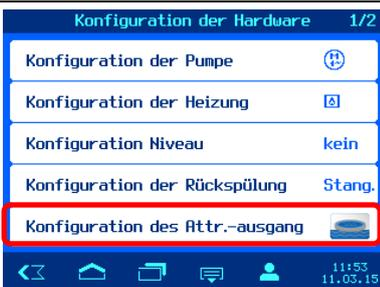 Konfiguration der Hardware 1/2
Konfiguration der Pumpe
Konfiguration der Heizung
Konfiguration Niveau kein
Konfiguration der Rückspülung Stang.
Konfiguration des Attr.-ausgang
11:53
11.03.15